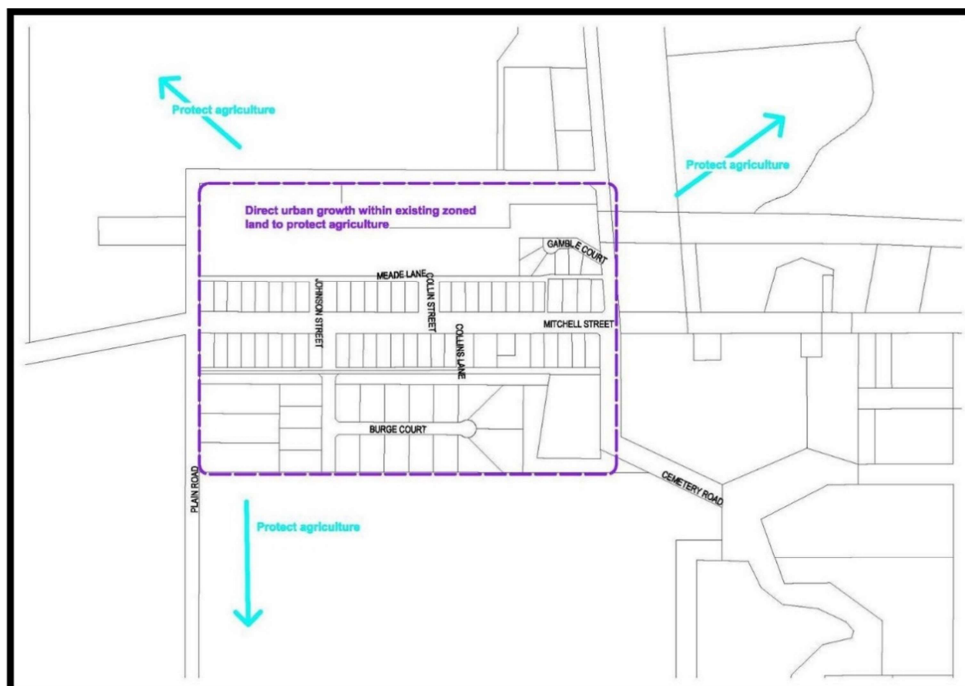 Protect agriculture
Protect agriculture
Direct urban growth within existing zoned
land to protect agriculture
GAMBLE COURT
MEADE LANE
JOHNSON STREET
COLLIN STREET
MITCHELL STREET
COLLINS LANE
BURGE COURT
PLAIN ROAD
CEMETERY ROAD
Protect agriculture